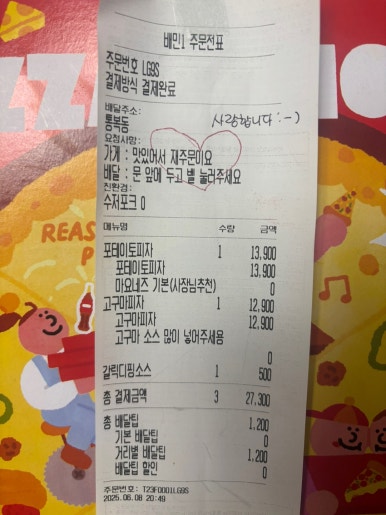 배민1 주문전표
주문번호 LG9S
결제방식 결제완료
배달주소:
통복동
사랑합니다 :-)
요청사항:
가게 : 맛있어서 재주문이요
배달 : 문 앞에 두고 벨 눌러주세요
친환경:
수저포크 O
메뉴명 수량 금액
포테이토피자 1 13,900
포테이토피자 13,900
마요네즈 기본(사장님추천) 0
고구마피자 1 12,900
고구마피자 12,900
고구마 소스 많이 넣어주세용
0
0
갈릭디핑소스 1 500
총 결제금액 3 27,300
총 배달팁 1,200
기본 배달팁 0
거리별 배달팁 1,200
배달팁 할인 0
주문번호: T23F0001LG9S
2025.06.08 20:49
REAS
P